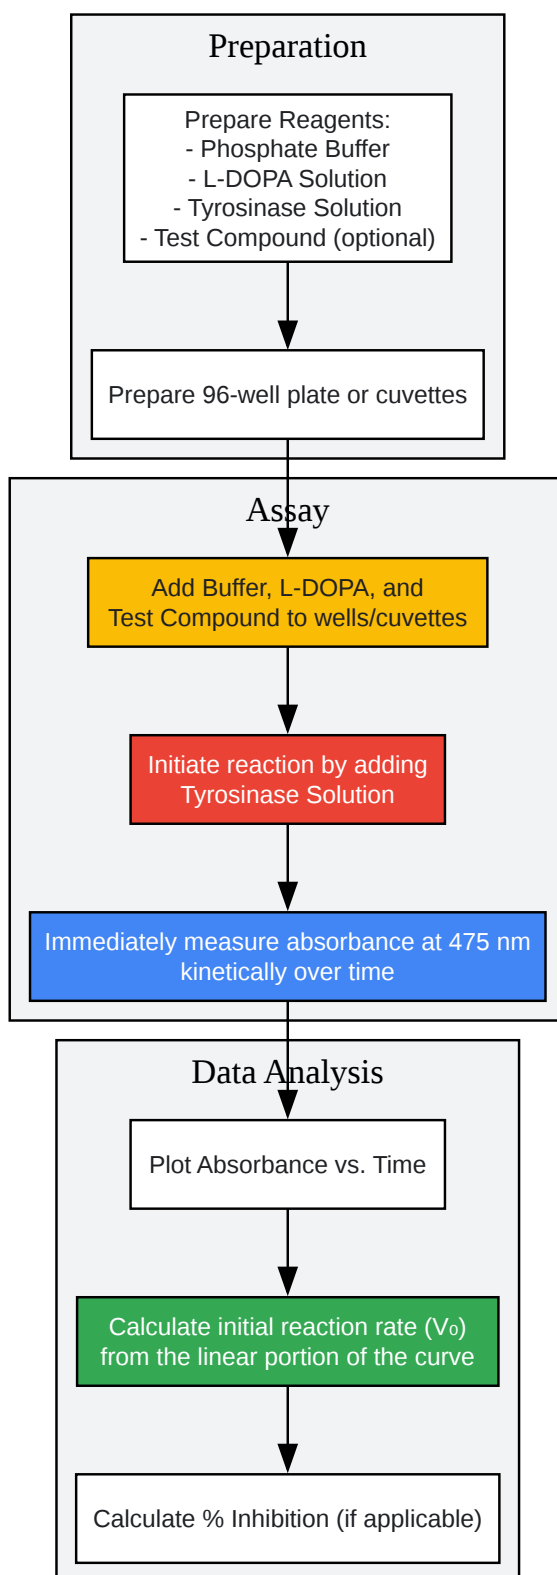 Preparation
Prepare Reagents:
- Phosphate Buffer
- L-DOPA Solution
- Tyrosinase Solution
- Test Compound (optional)
Prepare 96-well plate or cuvettes
Assay
Add Buffer, L-DOPA, and
Test Compound to wells/cuvettes
Initiate reaction by adding
Tyrosinase Solution
Immediately measure absorbance at 475 nm
kinetically over time
Data Analysis
Plot Absorbance vs. Time
Calculate initial reaction rate (V₀)
from the linear portion of the curve
Calculate % Inhibition (if applicable)